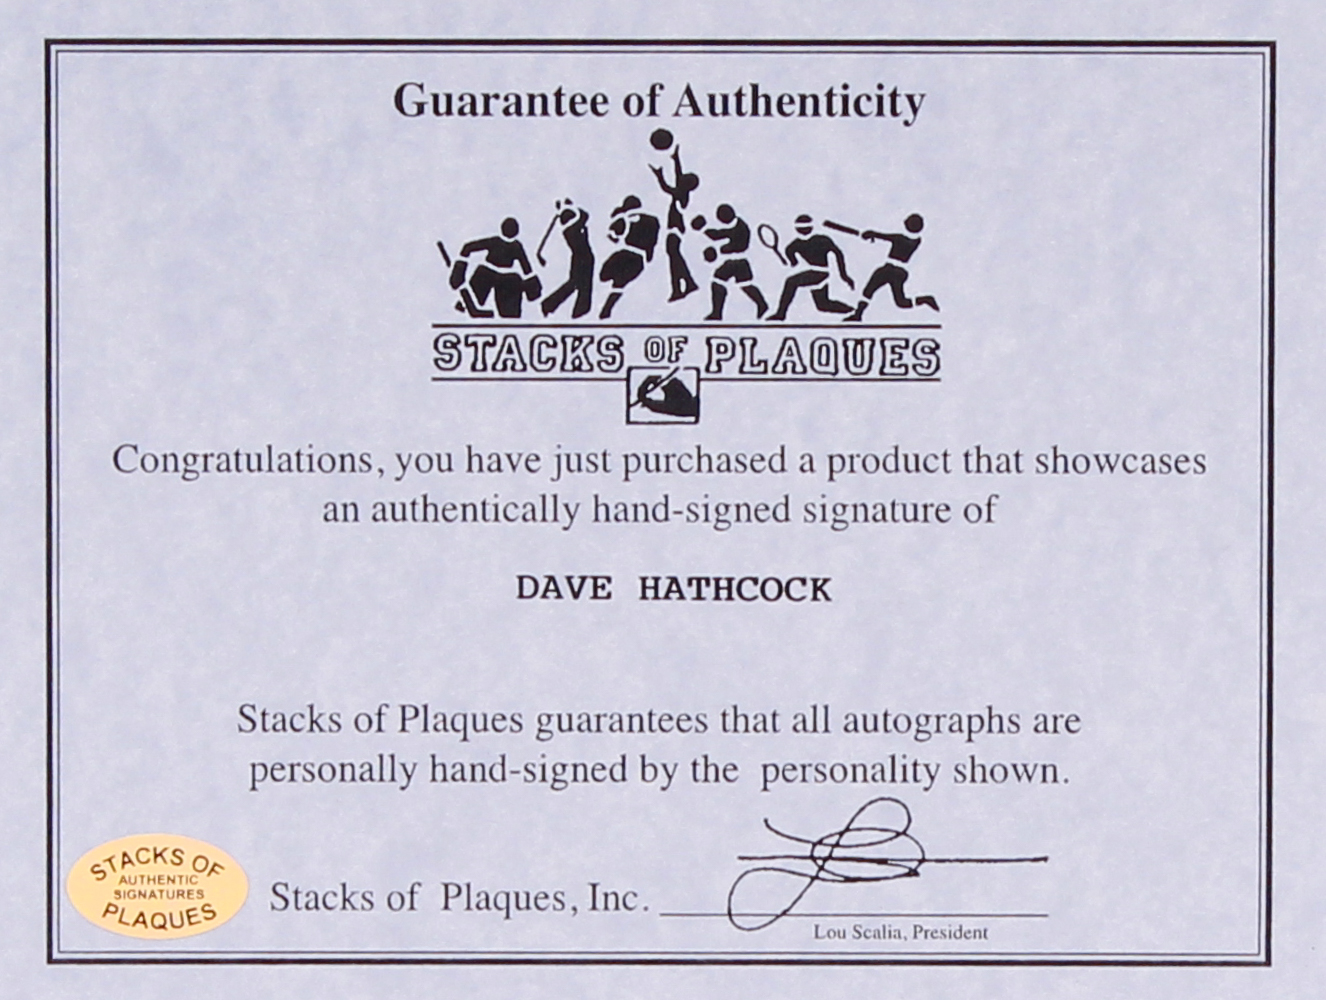 Guarantee of Authenticity
STACKS OF PLAQUES
Congratulations, you have just purchased a product that showcases
an authentically hand-signed signature of
DAVE HATHCOCK
Stacks of Plaques guarantees that all autographs are
personally hand-signed by the personality shown.
STACKS OF
AUTHENTIC
SIGNATURES
PLAQUES
Stacks of Plaques, Inc.
Lou Scalia, President